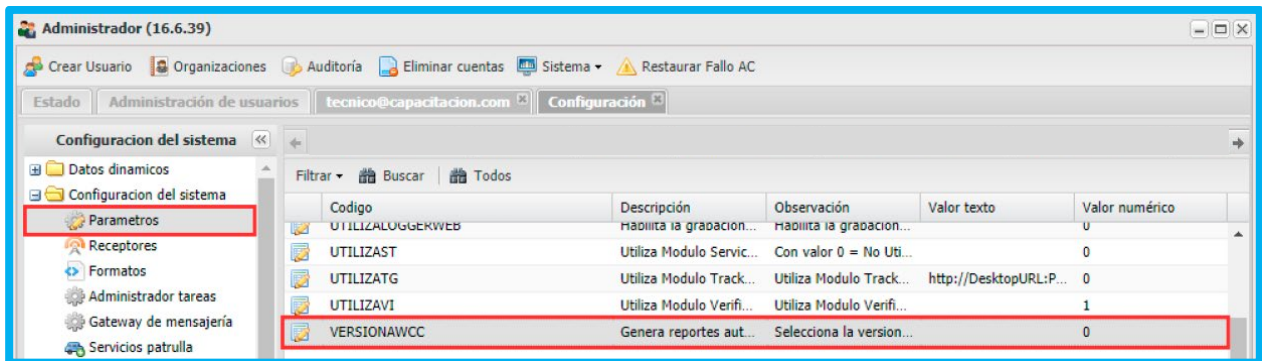 Administrador (16.6.39)
Crear Usuario Organizaciones Auditoría Eliminar cuentas Sistema Restaurar Fallo AC
Estado Administración de usuarios tecnico@capacitacion.com Configuración
Configuracion del sistema
Datos dinamicos
Configuracion del sistema
Parametros
Receptores
Formatos
Administrador tareas
Gateway de mensajería
Servicios patrulla
Filtrar Buscar Todos
Codigo Descripción Observación Valor texto Valor numérico
UTILIZALOGGERWEB Habilita la grabacion... Habilita la grabacion... 0
UTILIZAST Utiliza Modulo Servic... Con valor 0 = No Uti... 0
UTILIZATG Utiliza Modulo Track... Utiliza Modulo Track... http://DesktopURL:P... 0
UTILIZAVI Utiliza Modulo Verifi... Utiliza Modulo Verifi... 1
VERSIONAWCC Genera reportes aut... Selecciona la version... 0